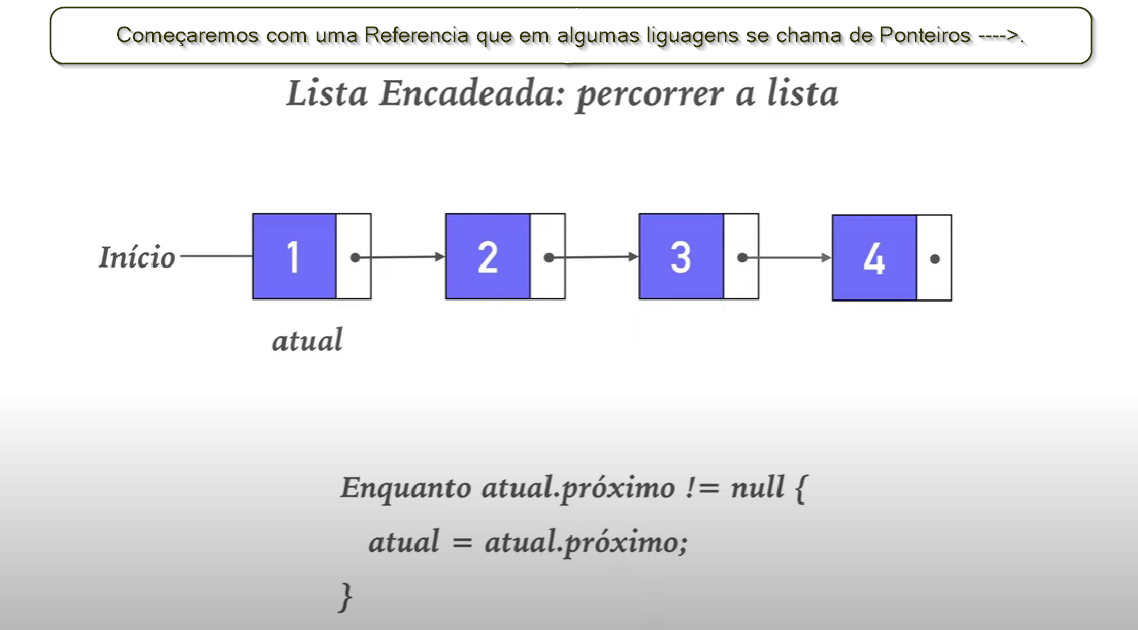 Começaremos com uma Referencia que em algumas liguagens se chama de Ponteiros ---->.
Lista Encadeada: percorrer a lista
Início 1 2 3 4
atual
Enquanto atual.próximo != null {
atual = atual.próximo;
}